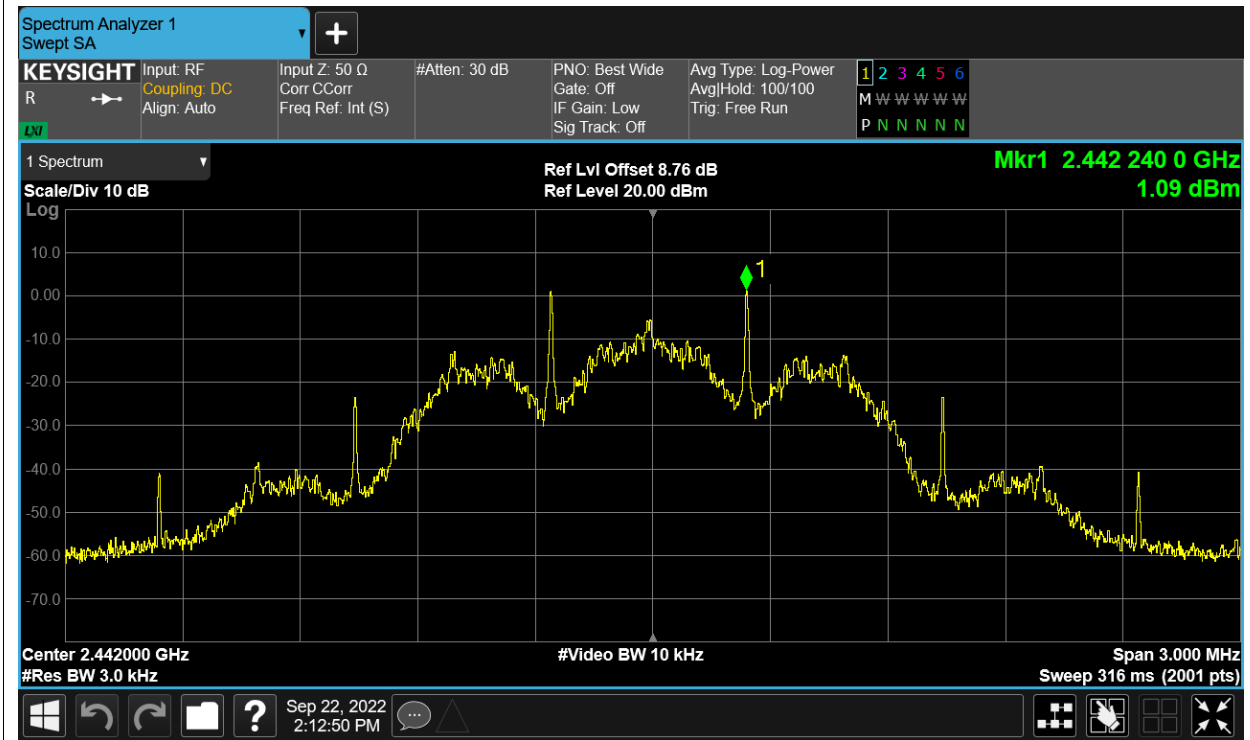 Spectrum Analyzer 1
Swept SA
+
KEYSIGHT
R
LXI
Input: RF
Coupling: DC
Align: Auto
Input Z: 50 Ω
Corr CCorr
Freq Ref: Int (S)
#Atten: 30 dB
PNO: Best Wide
Gate: Off
IF Gain: Low
Sig Track: Off
Avg Type: Log-Power
Avg|Hold: 100/100
Trig: Free Run
1 2 3 4 5 6
M W W W W W
P N N N N N
1 Spectrum
Scale/Div 10 dB
Log
Ref Lvl Offset 8.76 dB
Ref Level 20.00 dBm
Mkr1 2.442 240 0 GHz
1.09 dBm
10.0
0.00
-10.0
-20.0
-30.0
-40.0
-50.0
-60.0
-70.0
1
Center 2.442000 GHz
#Res BW 3.0 kHz
#Video BW 10 kHz
Span 3.000 MHz
Sweep 316 ms (2001 pts)
?
Sep 22, 2022
2:12:50 PM